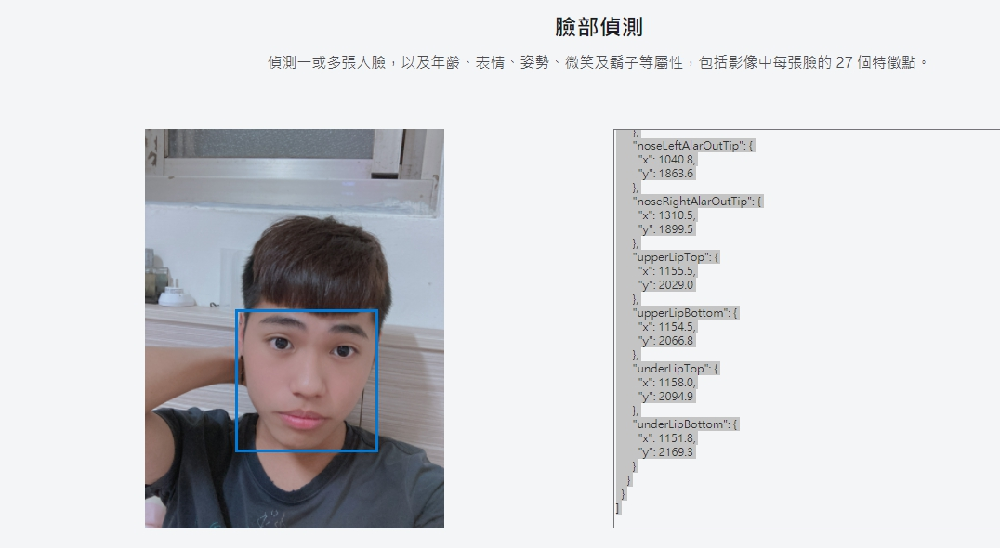 臉部偵測
偵測一或多張人臉，以及年齡、表情、姿勢、微笑及鬍子等屬性，包括影像中每張臉的 27 個特徵點。
},
"noseLeftAlarOutTip": {
"x": 1040.8,
"y": 1863.6
},
"noseRightAlarOutTip": {
"x": 1310.5,
"y": 1899.5
},
"upperLipTop": {
"x": 1155.5,
"y": 2029.0
},
"upperLipBottom": {
"x": 1154.5,
"y": 2066.8
},
"underLipTop": {
"x": 1158.0,
"y": 2094.9
},
"underLipBottom": {
"x": 1151.8,
"y": 2169.3
}
}
}
]